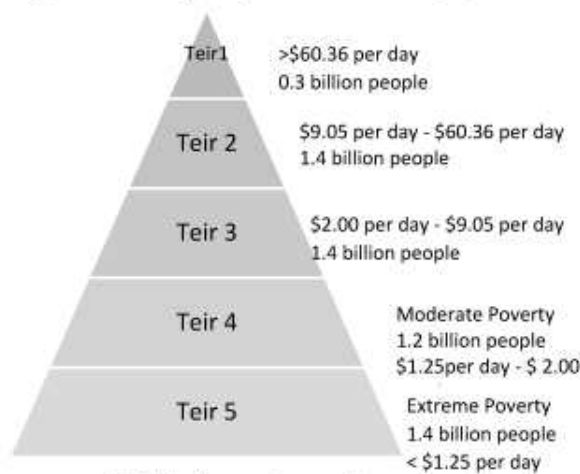 Teir1
>$60.36 per day
0.3 billion people
Teir 2
$9.05 per day - $60.36 per day
1.4 billion people
Teir 3
$2.00 per day - $9.05 per day
1.4 billion people
Teir 4
Moderate Poverty
1.2 billion people
$1.25per day - $ 2.00
Teir 5
Extreme Poverty
1.4 billion people
< $1.25 per day